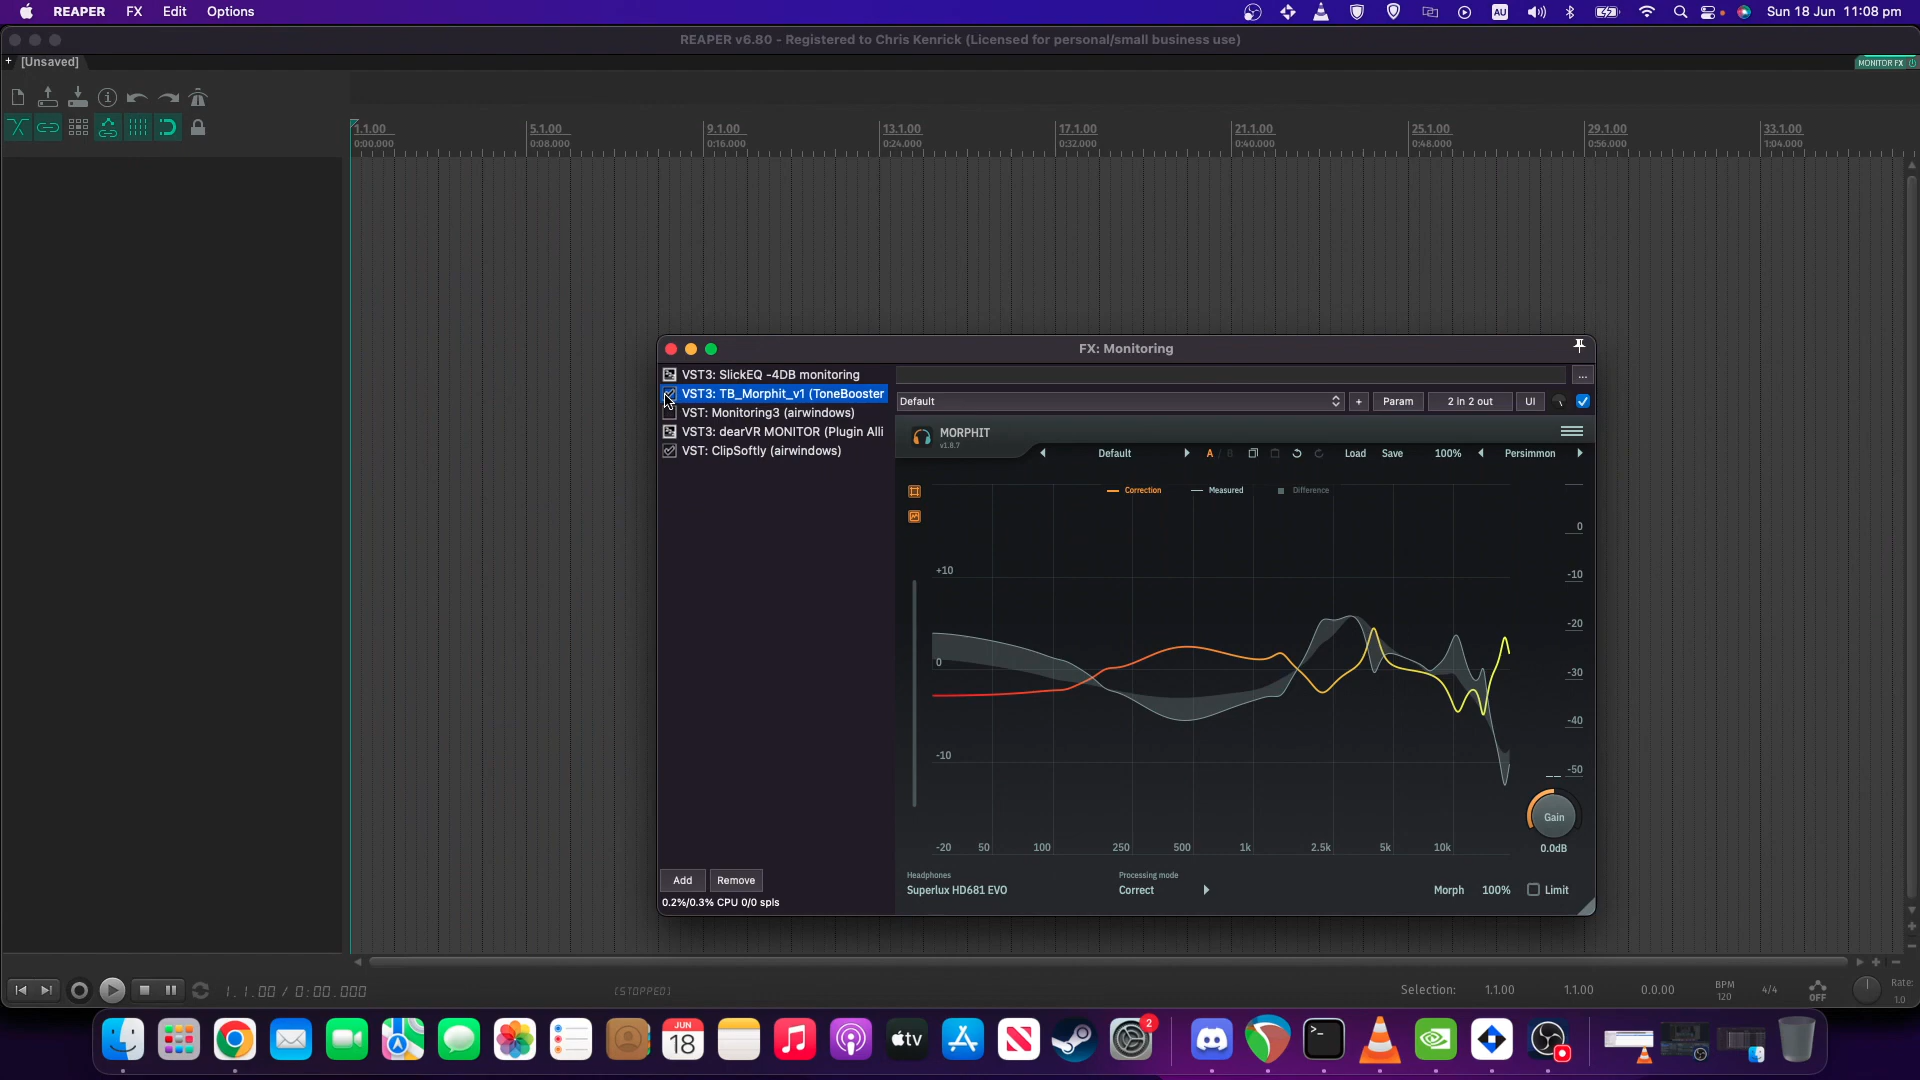 REAPER FX Edit Options
AU
Sun 18 Jun 11:08 pm
REAPER v6.80 - Registered to Chris Kenrick (Licensed for personal/small business use)
+ [Unsaved]
MONITOR FX
1.1.00 5.1.00 9.1.00 13.1.00 17.1.00 21.1.00 25.1.00 29.1.00 33.1.00
0:00.000 0:08.000 0:16.000 0:24.000 0:32.000 0:40.000 0:48.000 0:56.000 1:04.000
FX: Monitoring
VST3: SlickEQ -4DB monitoring
VST3: TB_Morphit_v1 (ToneBooster
VST: Monitoring3 (airwindows)
VST3: dearVR MONITOR (Plugin Alli
VST: ClipSoftly (airwindows)
...
Default + Param 2 in 2 out UI
MORPHIT
v1.8.7
Default A / B Load Save 100% Persimmon
Correction Measured Difference
0
+10 -10
-20
0 -30
-40
-10 -50
Gain
0.0dB
-20 50 100 250 500 1k 2.5k 5k 10k
Headphones Processing mode
Superlux HD681 EVO Correct Morph 100% Limit
Add Remove
0.2%/0.3% CPU 0/0 spls
1.1.00 / 0:00.000 [STOPPED] Selection: 1.1.00 1.1.00 0.0.00 BPM 120 4/4 OFF Rate: 1.0
JUN
18
tv
2